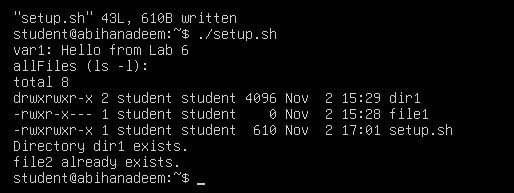 "setup.sh" 43L, 610B written
student@abihanadeem:~$ ./setup.sh
var1: Hello from Lab 6
allFiles (ls -l):
total 8
drwxrwxr-x 2 student student 4096 Nov  2 15:29 dir1
-rwxr-x--- 1 student student    0 Nov  2 15:28 file1
-rwxrwxr-x 1 student student  610 Nov  2 17:01 setup.sh
Directory dir1 exists.
file2 already exists.
student@abihanadeem:~$ _